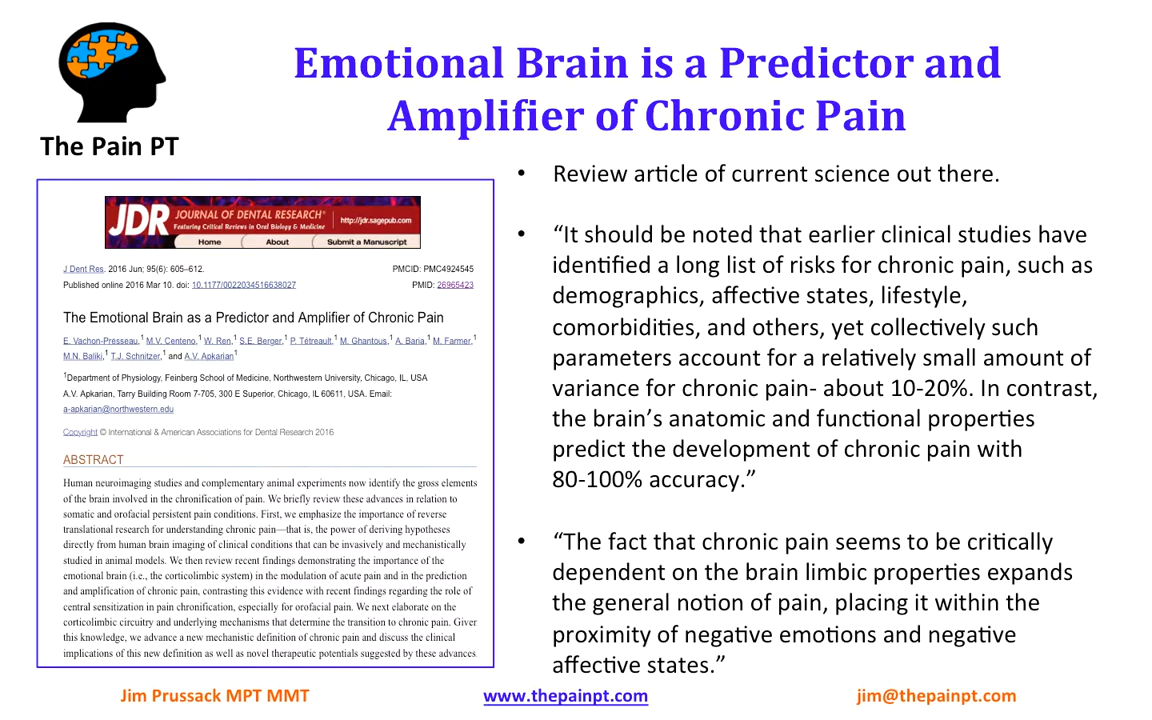 Emotional Brain is a Predictor and
Amplifier of Chronic Pain
The Pain PT
JDR
JOURNAL OF DENTAL RESEARCH®
Featuring Critical Reviews in Oral Biology & Medicine
http://jdr.sagepub.com
Home About Submit a Manuscript
J Dent Res. 2016 Jun; 95(6): 605–612. PMCID: PMC4924545
Published online 2016 Mar 10. doi: 10.1177/0022034516638027 PMID: 26965423
The Emotional Brain as a Predictor and Amplifier of Chronic Pain
E. Vachon-Presseau,1 M.V. Centeno,1 W. Ren,1 S.E. Berger,1 P. Tétreault,1 M. Ghantous,1 A. Baria,1 M. Farmer,1
M.N. Baliki,1 T.J. Schnitzer,1 and A.V. Apkarian1
1Department of Physiology, Feinberg School of Medicine, Northwestern University, Chicago, IL, USA
A.V. Apkarian, Tarry Building Room 7-705, 300 E Superior, Chicago, IL 60611, USA. Email:
a-apkarian@northwestern.edu
Copyright © International & American Associations for Dental Research 2016
ABSTRACT
Human neuroimaging studies and complementary animal experiments now identify the gross elements
of the brain involved in the chronification of pain. We briefly review these advances in relation to
somatic and orofacial persistent pain conditions. First, we emphasize the importance of reverse
translational research for understanding chronic pain—that is, the power of deriving hypotheses
directly from human brain imaging of clinical conditions that can be invasively and mechanistically
studied in animal models. We then review recent findings demonstrating the importance of the
emotional brain (i.e., the corticolimbic system) in the modulation of acute pain and in the prediction
and amplification of chronic pain, contrasting this evidence with recent findings regarding the role of
central sensitization in pain chronification, especially for orofacial pain. We next elaborate on the
corticolimbic circuitry and underlying mechanisms that determine the transition to chronic pain. Giver
this knowledge, we advance a new mechanistic definition of chronic pain and discuss the clinical
implications of this new definition as well as novel therapeutic potentials suggested by these advances
• Review article of current science out there.
• “It should be noted that earlier clinical studies have
identified a long list of risks for chronic pain, such as
demographics, affective states, lifestyle,
comorbidities, and others, yet collectively such
parameters account for a relatively small amount of
variance for chronic pain- about 10-20%. In contrast,
the brain’s anatomic and functional properties
predict the development of chronic pain with
80-100% accuracy.”
• “The fact that chronic pain seems to be critically
dependent on the brain limbic properties expands
the general notion of pain, placing it within the
proximity of negative emotions and negative
affective states.”
Jim Prussack MPT MMT www.thepainpt.com jim@thepainpt.com